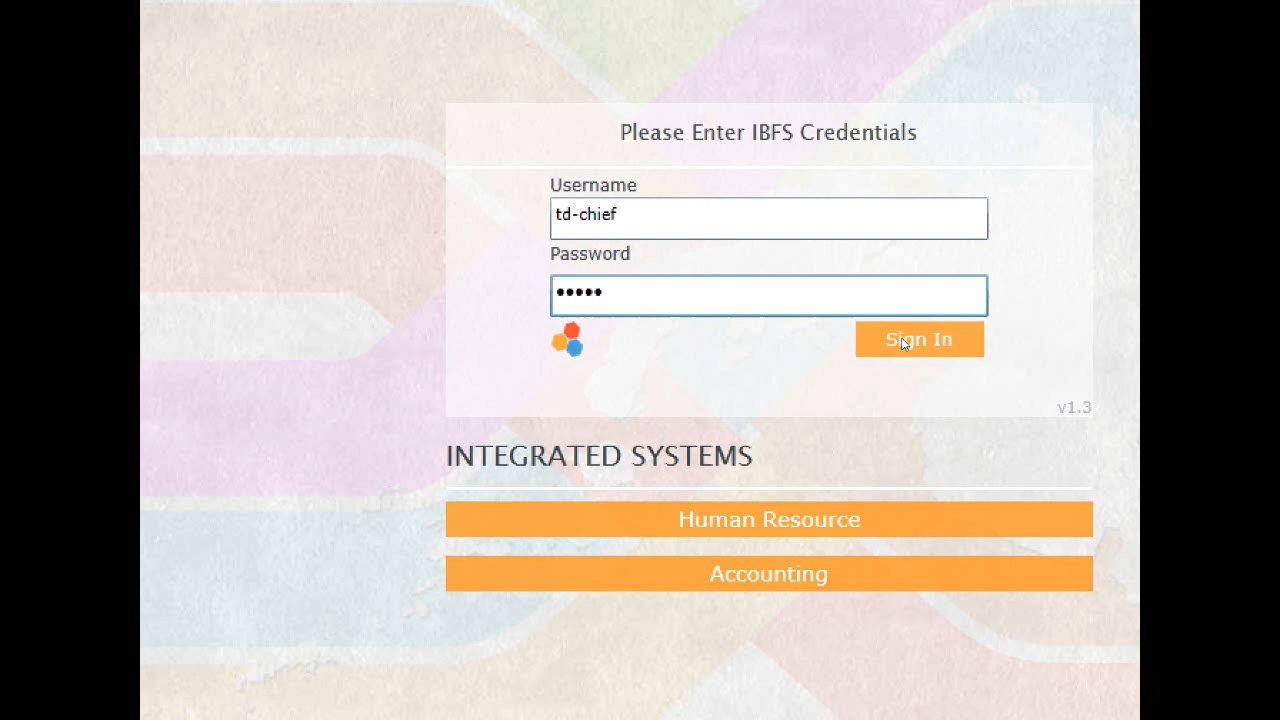 Please Enter IBFS Credentials
Username
td-chief
Password
•••••
Sign In
v1.3
INTEGRATED SYSTEMS
Human Resource
Accounting